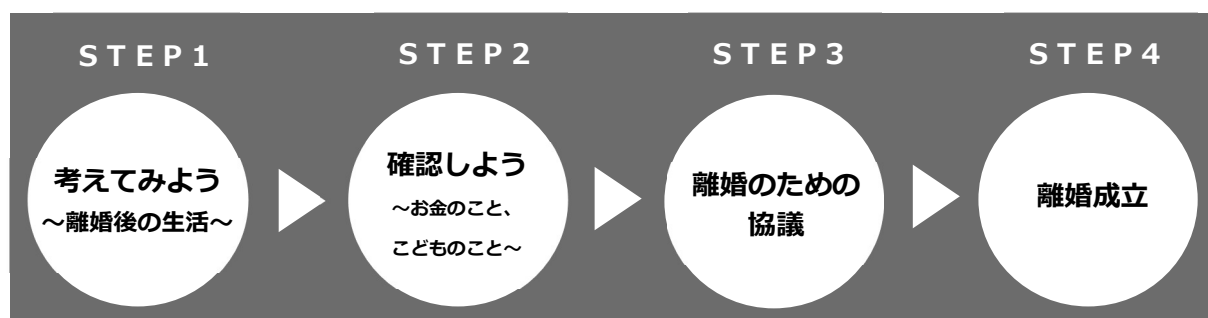 STEP1
考えてみよう
~離婚後の生活~
STEP2
確認しよう
~お金のこと、
こどものこと~
STEP3
離婚のための
協議
STEP4
離婚成立